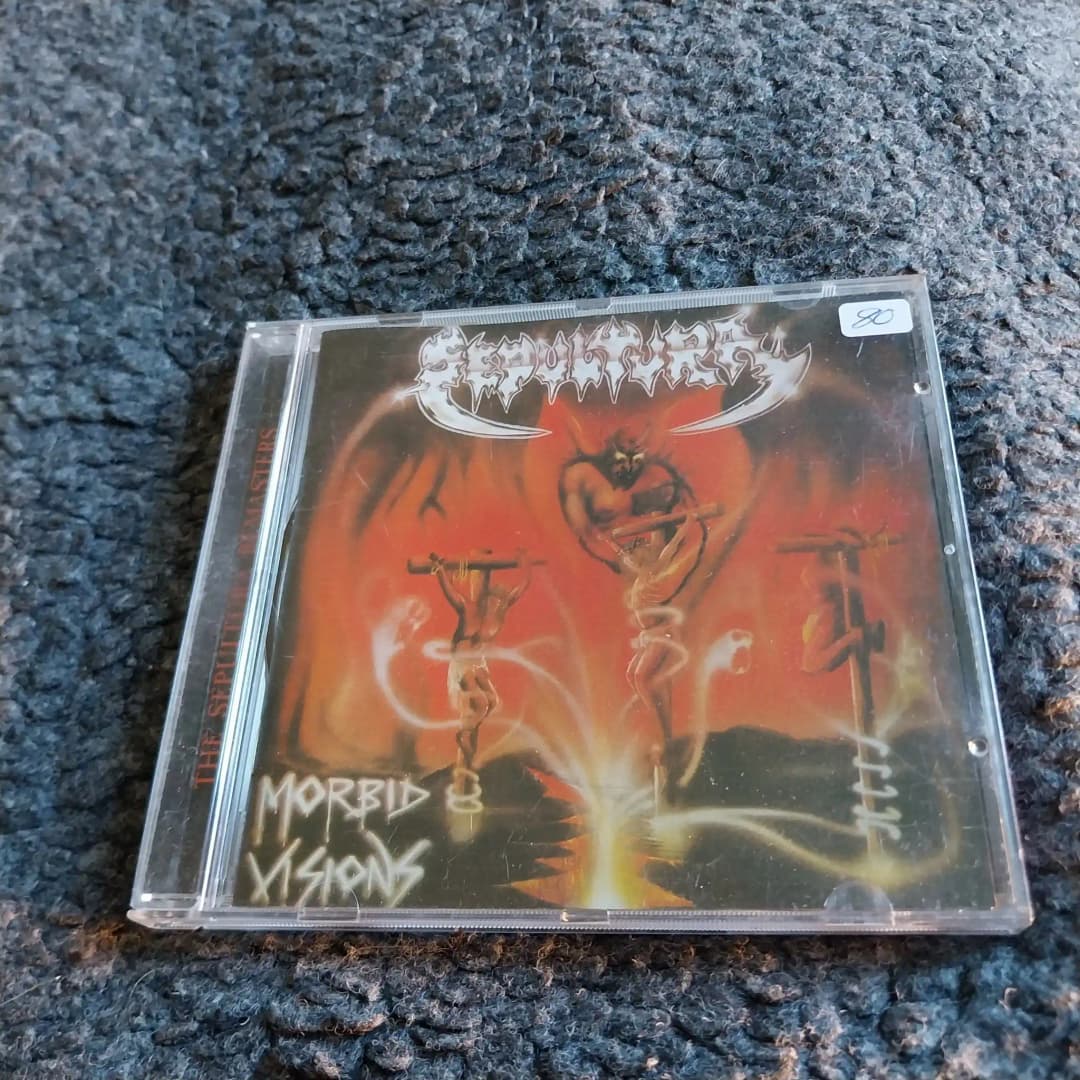 SEPULTURA
80
THE SEPULTURA REMASTERS
MORBID
VISIONS